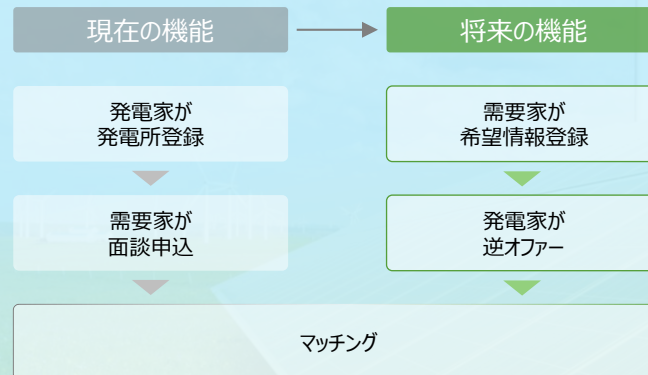 現在の機能
将来の機能
発電家が
発電所登録
需要家が
希望情報登録
需要家が
面談申込
発電家が
逆オファー
マッチング